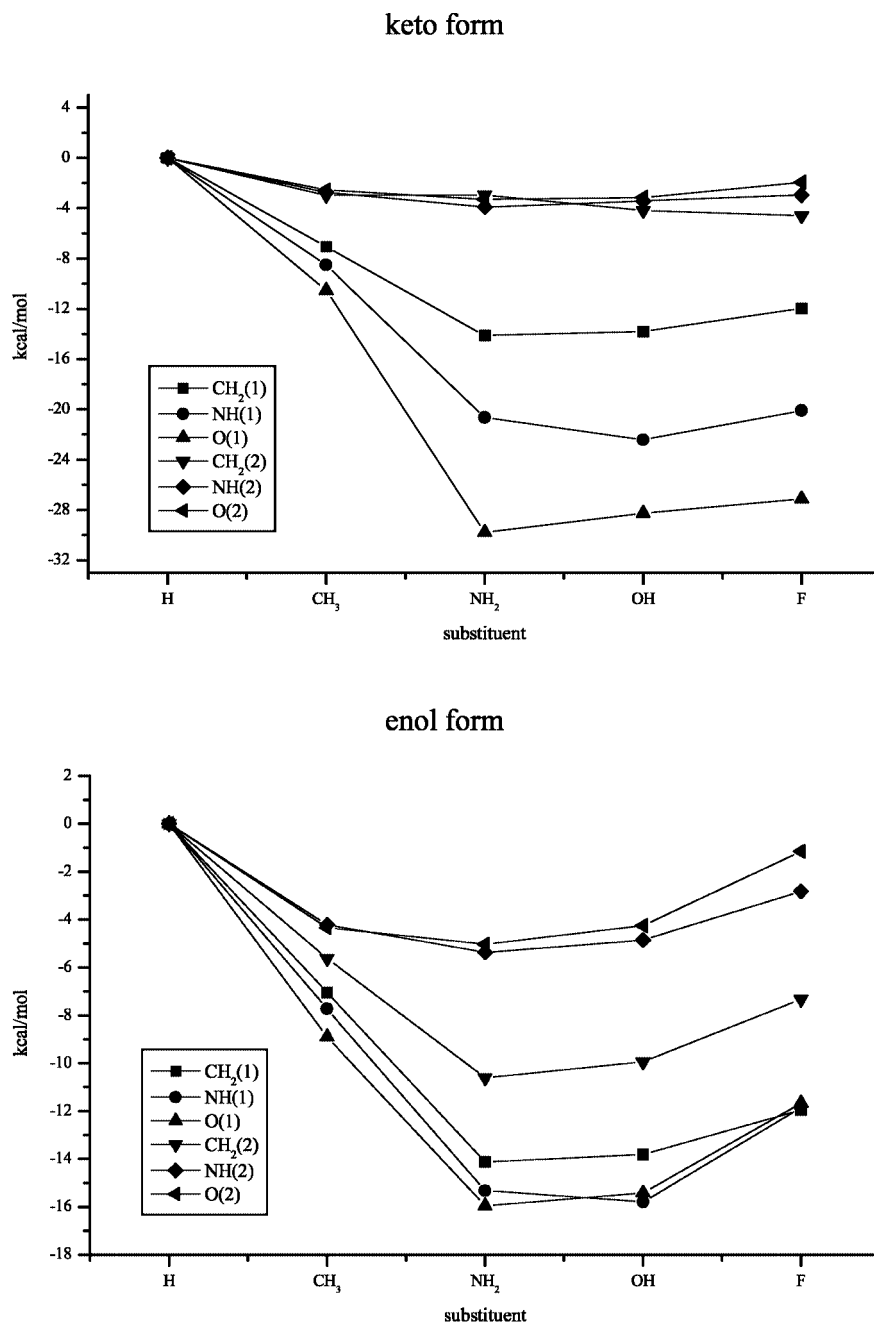 keto form
4
0
-4
-8
-12
-16
-20
-24
-28
-32
kcal/mol
CH₂(1)
NH(1)
O(1)
CH₂(2)
NH(2)
O(2)
H CH₃ NH₂ OH F
substituent
enol form
2
0
-2
-4
-6
-8
-10
-12
-14
-16
-18
kcal/mol
CH₂(1)
NH(1)
O(1)
CH₂(2)
NH(2)
O(2)
H CH₃ NH₂ OH F
substituent